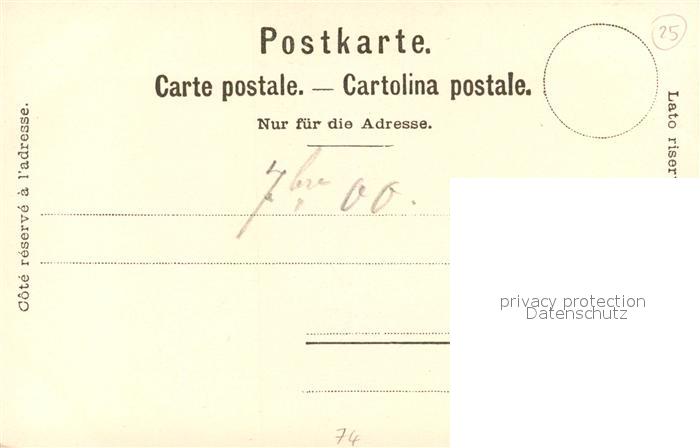 25
Postkarte.
Carte postale. — Cartolina postale.
Nur für die Adresse.
Côté réservé à l'adresse.
Lato riser
7bre 00.
privacy protection
Datenschutz
74